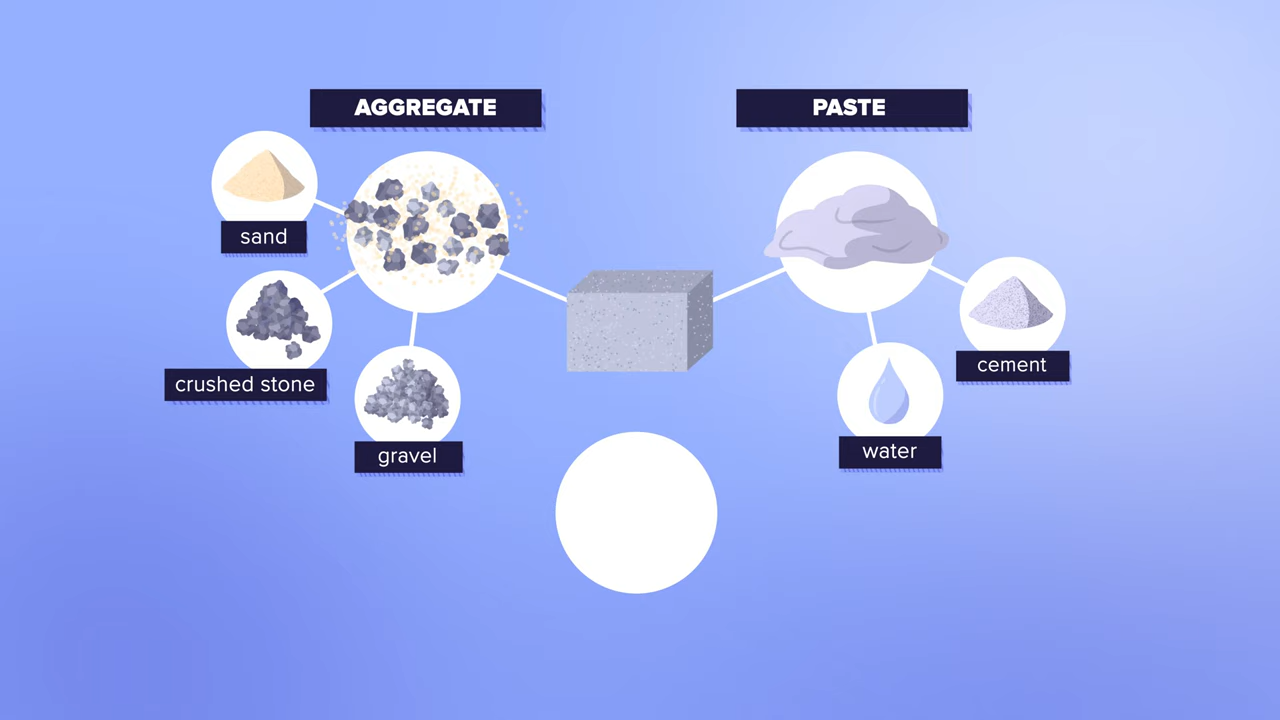 AGGREGATE
PASTE
sand
crushed stone
gravel
cement
water